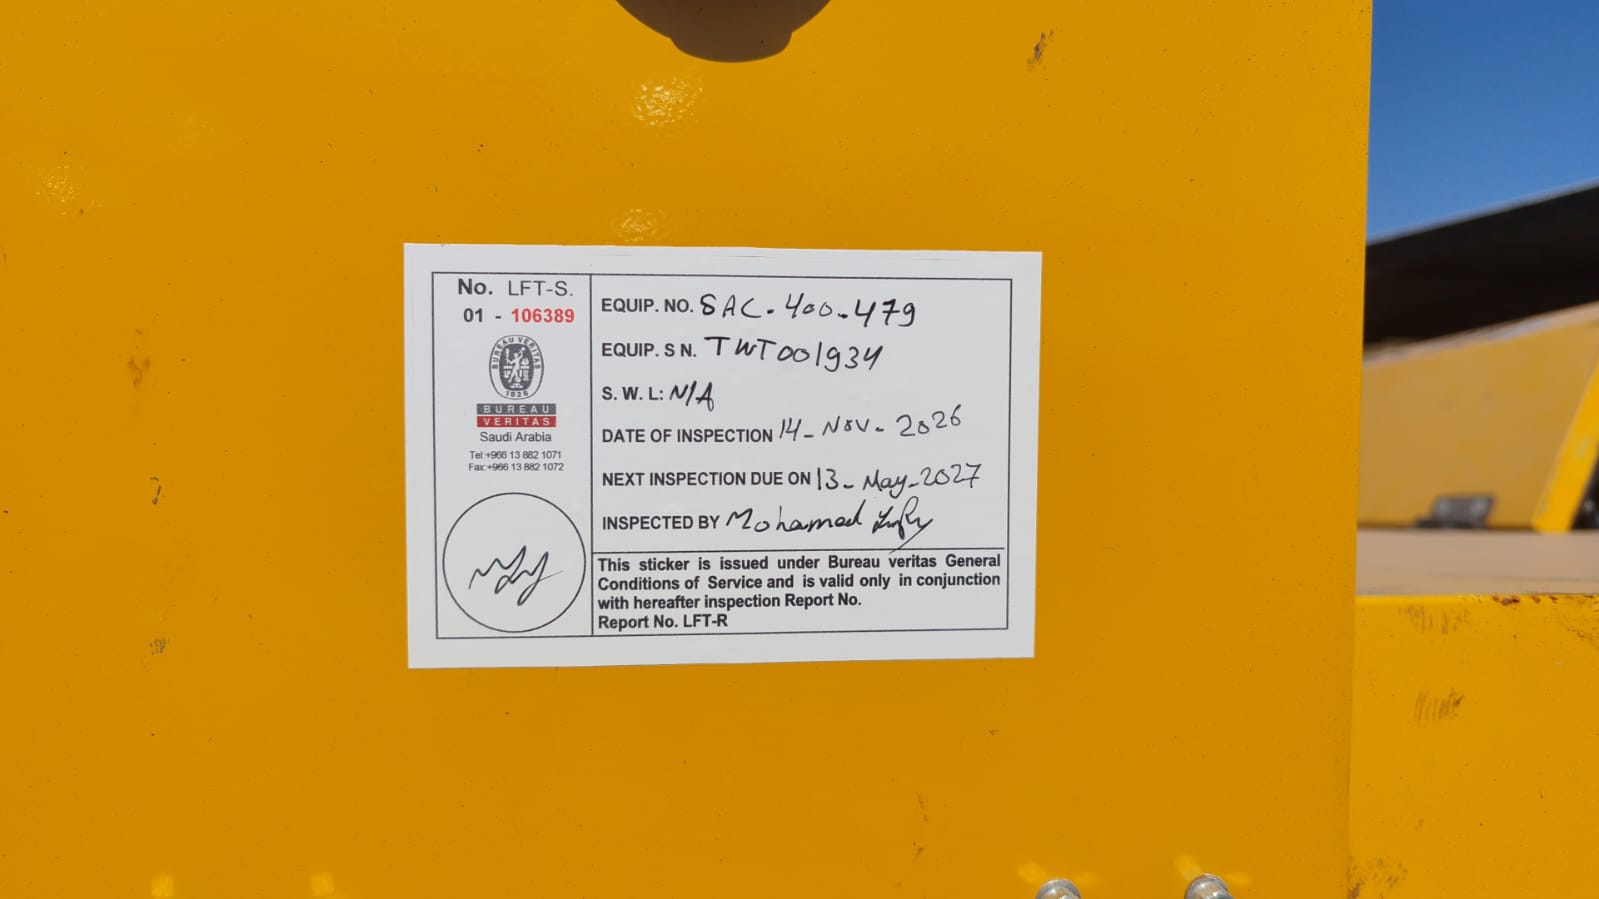 No. LFT-S.
01 - 106389
BUREAU VERITAS
1828
BUREAU
VERITAS
Saudi Arabia
Tel:+966 13 882 1071
Fax:+966 13 882 1072
EQUIP. NO. SAC-400-479
EQUIP. S N. TWT001934
S. W. L: N/A
DATE OF INSPECTION 14-Nov-2026
NEXT INSPECTION DUE ON 13-May-2027
INSPECTED BY Mohamed
This sticker is issued under Bureau veritas General
Conditions of Service and is valid only in conjunction
with hereafter inspection Report No.
Report No. LFT-R